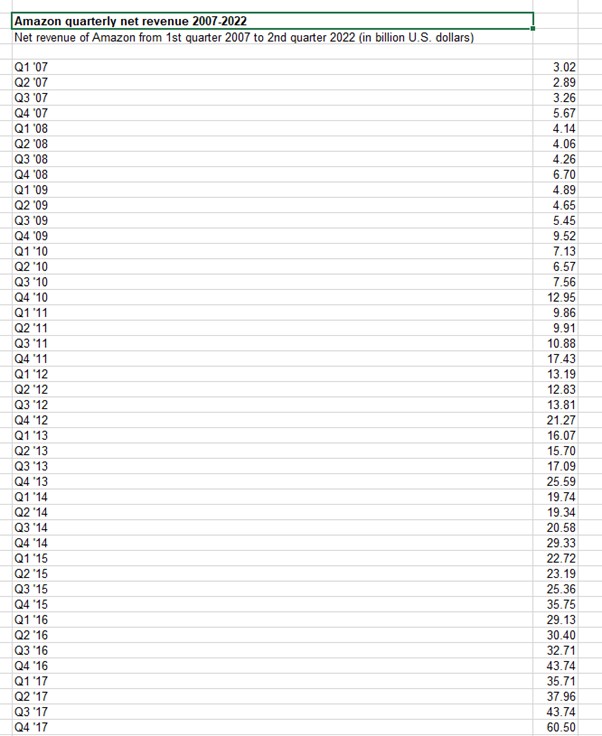 Amazon quarterly net revenue 2007-2022
Net revenue of Amazon from 1st quarter 2007 to 2nd quarter 2022 (in billion U.S. dollars)
Q1 '07 3.02
Q2 '07 2.89
Q3 '07 3.26
Q4 '07 5.67
Q1 '08 4.14
Q2 '08 4.06
Q3 '08 4.26
Q4 '08 6.70
Q1 '09 4.89
Q2 '09 4.65
Q3 '09 5.45
Q4 '09 9.52
Q1 '10 7.13
Q2 '10 6.57
Q3 '10 7.56
Q4 '10 12.95
Q1 '11 9.86
Q2 '11 9.91
Q3 '11 10.88
Q4 '11 17.43
Q1 '12 13.19
Q2 '12 12.83
Q3 '12 13.81
Q4 '12 21.27
Q1 '13 16.07
Q2 '13 15.70
Q3 '13 17.09
Q4 '13 25.59
Q1 '14 19.74
Q2 '14 19.34
Q3 '14 20.58
Q4 '14 29.33
Q1 '15 22.72
Q2 '15 23.19
Q3 '15 25.36
Q4 '15 35.75
Q1 '16 29.13
Q2 '16 30.40
Q3 '16 32.71
Q4 '16 43.74
Q1 '17 35.71
Q2 '17 37.96
Q3 '17 43.74
Q4 '17 60.50